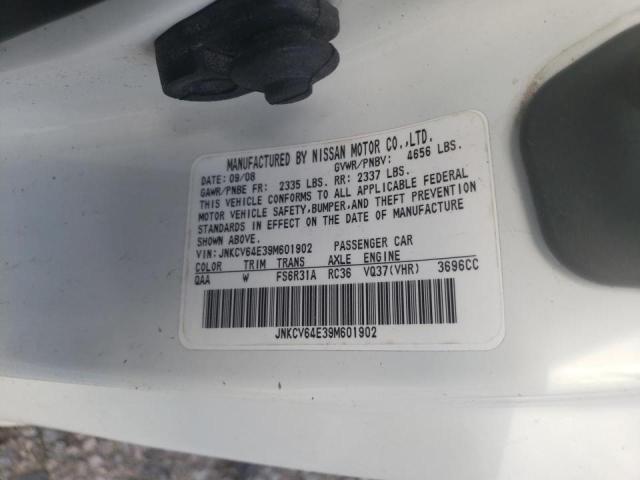 MANUFACTURED BY NISSAN MOTOR CO.,LTD.
DATE: 09/08 GVWR/PNBV: 4656 LBS.
GAWR/PNBE FR: 2335 LBS. RR: 2337 LBS.
THIS VEHICLE CONFORMS TO ALL APPLICABLE FEDERAL
MOTOR VEHICLE SAFETY,BUMPER,AND THEFT PREVENTION
STANDARDS IN EFFECT ON THE DATE OF MANUFACTURE
SHOWN ABOVE.
VIN: JNKCV64E39M601902 PASSENGER CAR
COLOR TRIM TRANS AXLE ENGINE
QAA W FS6R31A RC36 VQ37(VHR) 3696CC
JNKCV64E39M601902